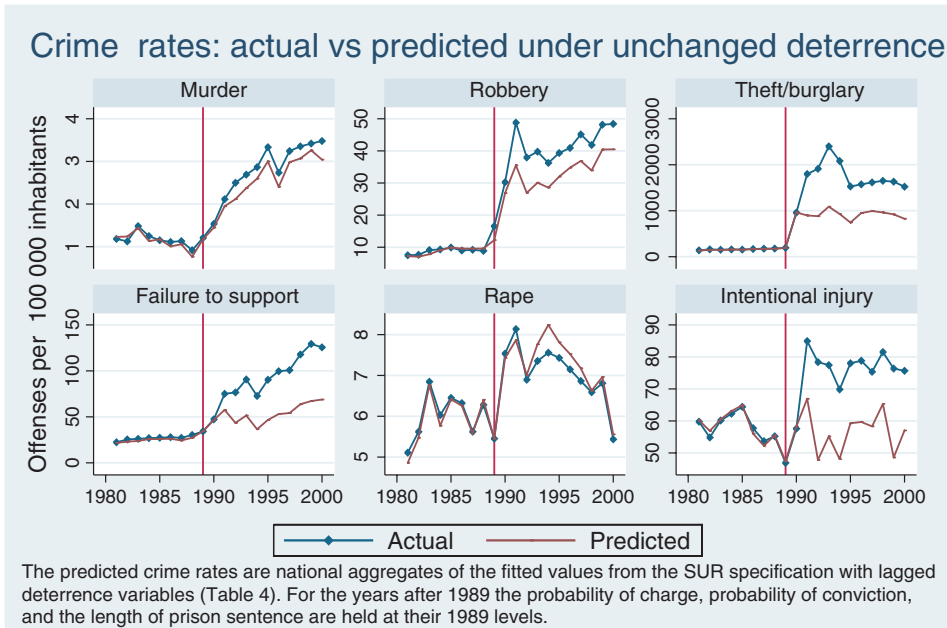 Crime rates: actual vs predicted under unchanged deterrence
Offenses per 100 000 inhabitants
Murder
4
3
2
1
Robbery
50
40
30
20
10
Theft/burglary
3000
2000
1000
0
Failure to support
150
100
50
0
1980 1985 1990 1995 2000
Rape
8
7
6
5
1980 1985 1990 1995 2000
Intentional injury
90
80
70
60
50
1980 1985 1990 1995 2000
Actual Predicted
The predicted crime rates are national aggregates of the fitted values from the SUR specification with lagged
deterrence variables (Table 4). For the years after 1989 the probability of charge, probability of conviction,
and the length of prison sentence are held at their 1989 levels.